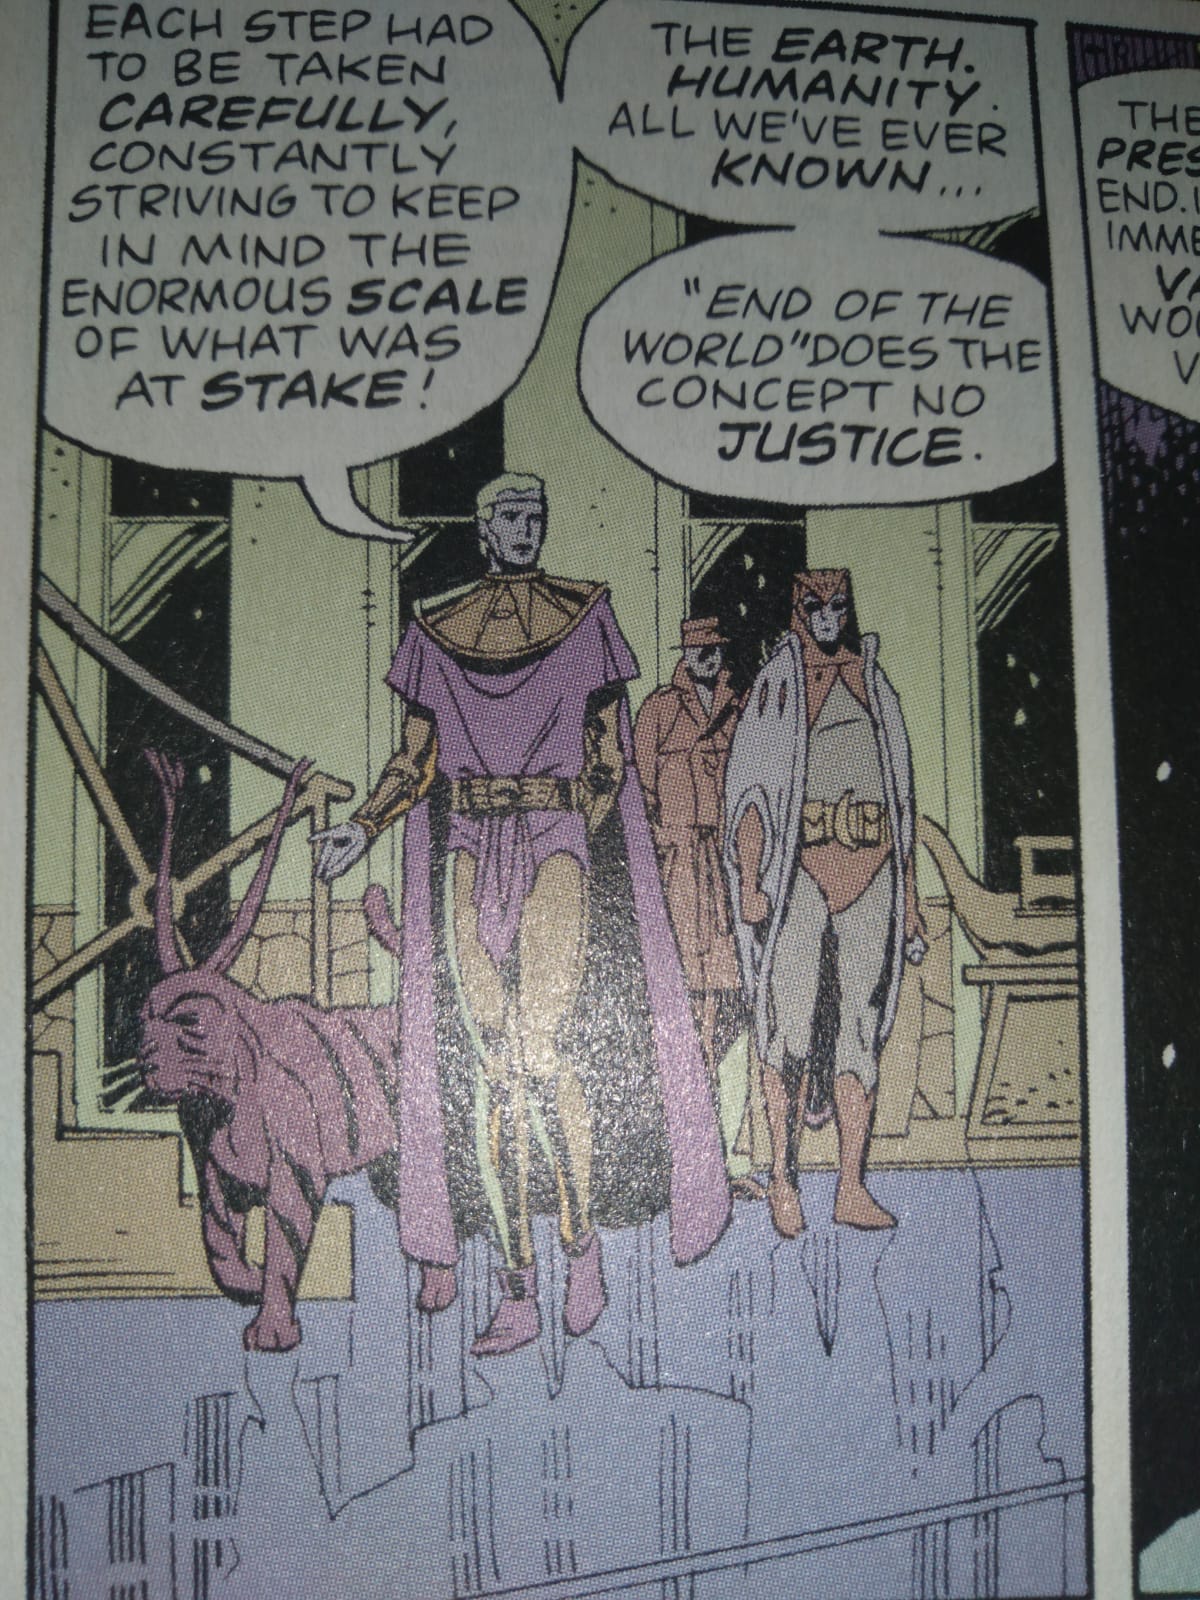 EACH STEP HAD
TO BE TAKEN
CAREFULLY,
CONSTANTLY
STRIVING TO KEEP
IN MIND THE
ENORMOUS SCALE
OF WHAT WAS
AT STAKE!
THE EARTH.
HUMANITY.
ALL WE'VE EVER
KNOWN...
"END OF THE
WORLD" DOES THE
CONCEPT NO
JUSTICE.
THE
END.